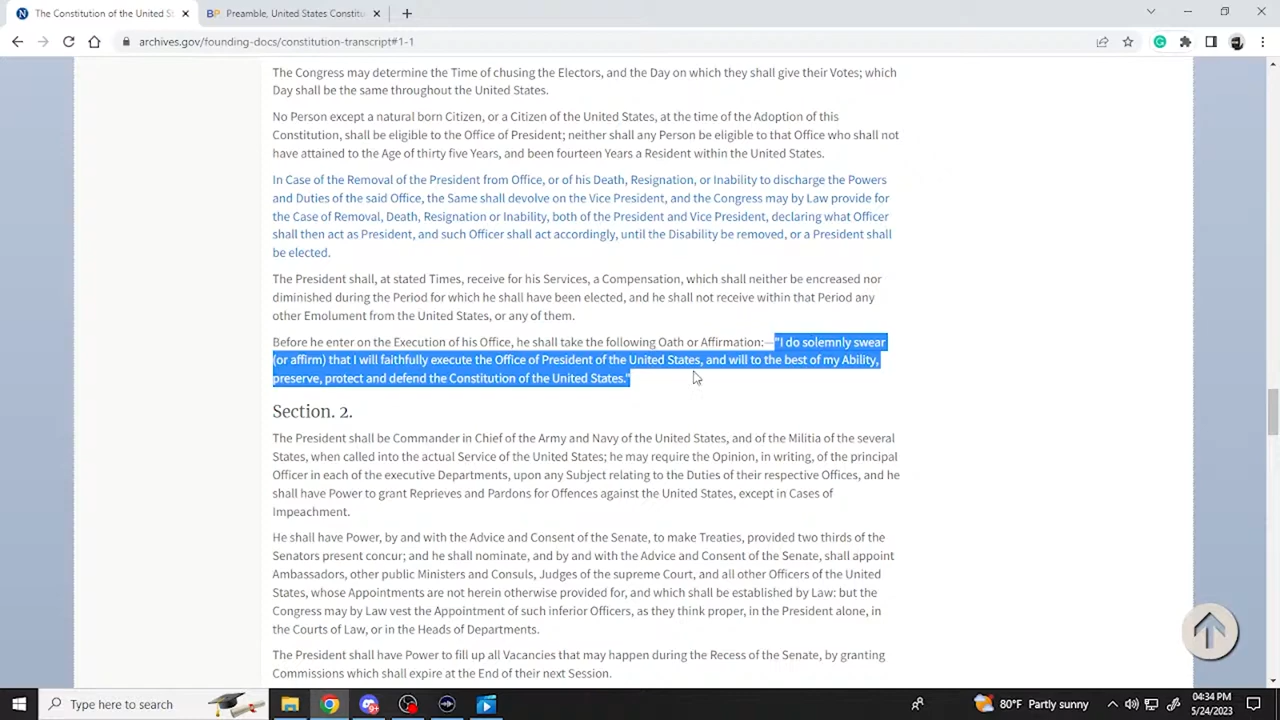 The Constitution of the United St
Preamble, United States Constitu
archives.gov/founding-docs/constitution-transcript#1-1
The Congress may determine the Time of chusing the Electors, and the Day on which they shall give their Votes; which
Day shall be the same throughout the United States.
No Person except a natural born Citizen, or a Citizen of the United States, at the time of the Adoption of this
Constitution, shall be eligible to the Office of President; neither shall any Person be eligible to that Office who shall not
have attained to the Age of thirty five Years, and been fourteen Years a Resident within the United States.
In Case of the Removal of the President from Office, or of his Death, Resignation, or Inability to discharge the Powers
and Duties of the said Office, the Same shall devolve on the Vice President, and the Congress may by Law provide for
the Case of Removal, Death, Resignation or Inability, both of the President and Vice President, declaring what Officer
shall then act as President, and such Officer shall act accordingly, until the Disability be removed, or a President shall
be elected.
The President shall, at stated Times, receive for his Services, a Compensation, which shall neither be encreased nor
diminished during the Period for which he shall have been elected, and he shall not receive within that Period any
other Emolument from the United States, or any of them.
Before he enter on the Execution of his Office, he shall take the following Oath or Affirmation:—"I do solemnly swear
(or affirm) that I will faithfully execute the Office of President of the United States, and will to the best of my Ability,
preserve, protect and defend the Constitution of the United States."
Section. 2.
The President shall be Commander in Chief of the Army and Navy of the United States, and of the Militia of the several
States, when called into the actual Service of the United States; he may require the Opinion, in writing, of the principal
Officer in each of the executive Departments, upon any Subject relating to the Duties of their respective Offices, and he
shall have Power to grant Reprieves and Pardons for Offences against the United States, except in Cases of
Impeachment.
He shall have Power, by and with the Advice and Consent of the Senate, to make Treaties, provided two thirds of the
Senators present concur; and he shall nominate, and by and with the Advice and Consent of the Senate, shall appoint
Ambassadors, other public Ministers and Consuls, Judges of the supreme Court, and all other Officers of the United
States, whose Appointments are not herein otherwise provided for, and which shall be established by Law: but the
Congress may by Law vest the Appointment of such inferior Officers, as they think proper, in the President alone, in
the Courts of Law, or in the Heads of Departments.
The President shall have Power to fill up all Vacancies that may happen during the Recess of the Senate, by granting
Commissions which shall expire at the End of their next Session.
Type here to search
80°F Partly sunny
04:34 PM
5/24/2023